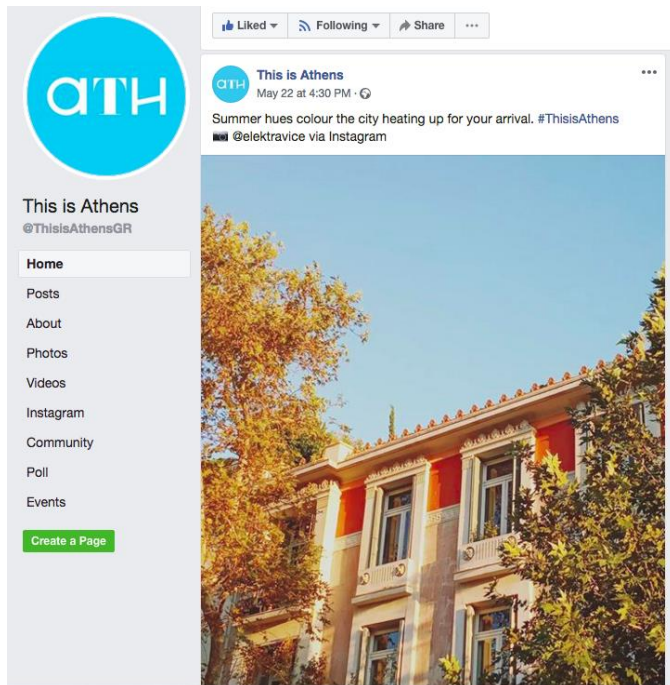 ATH
This is Athens
@ThisisAthensGR
Home
Posts
About
Photos
Videos
Instagram
Community
Poll
Events
Create a Page
Liked
Following
Share
ATH
This is Athens
May 22 at 4:30 PM ·
Summer hues colour the city heating up for your arrival. #ThisisAthens
@elektravice via Instagram